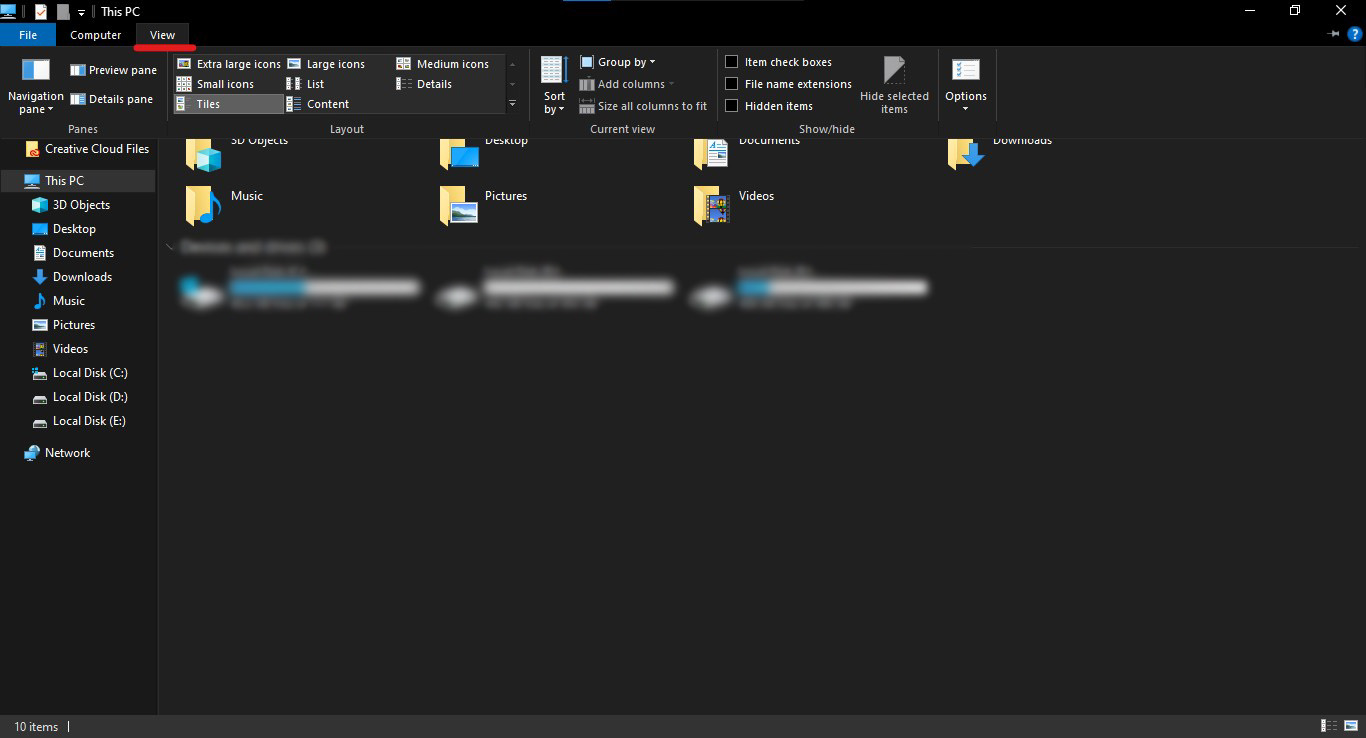 This PC
File Computer View
Navigation pane
Preview pane
Details pane
Panes
Extra large icons Large icons Medium icons
Small icons List Details
Tiles Content
Layout
Sort by
Group by
Add columns
Size all columns to fit
Current view
Item check boxes
File name extensions
Hidden items
Hide selected items
Show/hide
Options
Creative Cloud Files
This PC
3D Objects
Desktop
Documents
Downloads
Music
Pictures
Videos
Local Disk (C:)
Local Disk (D:)
Local Disk (E:)
Network
3D Objects Desktop Documents Downloads
Music Pictures Videos
10 items